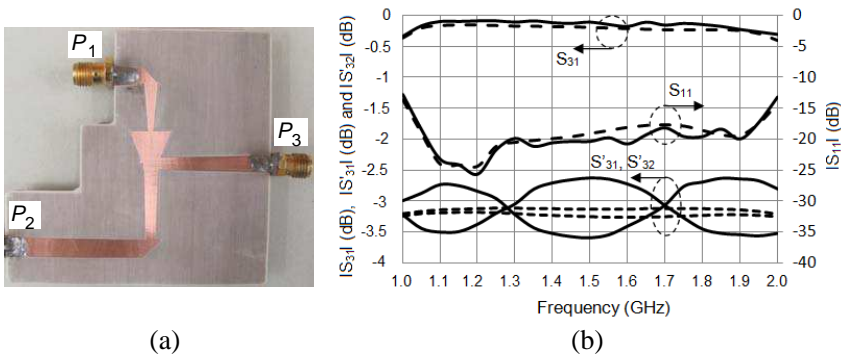 P1
P3
P2
(a)
|S31| (dB), |S'31| (dB) and |S'32| (dB)
0
-0.5
-1
-1.5
-2
-2.5
-3
-3.5
-4
S31
S11
S'31, S'32
0
-5
-10
-15
-20
-25
-30
-35
-40
|S11| (dB)
1.0 1.1 1.2 1.3 1.4 1.5 1.6 1.7 1.8 1.9 2.0
Frequency (GHz)
(b)